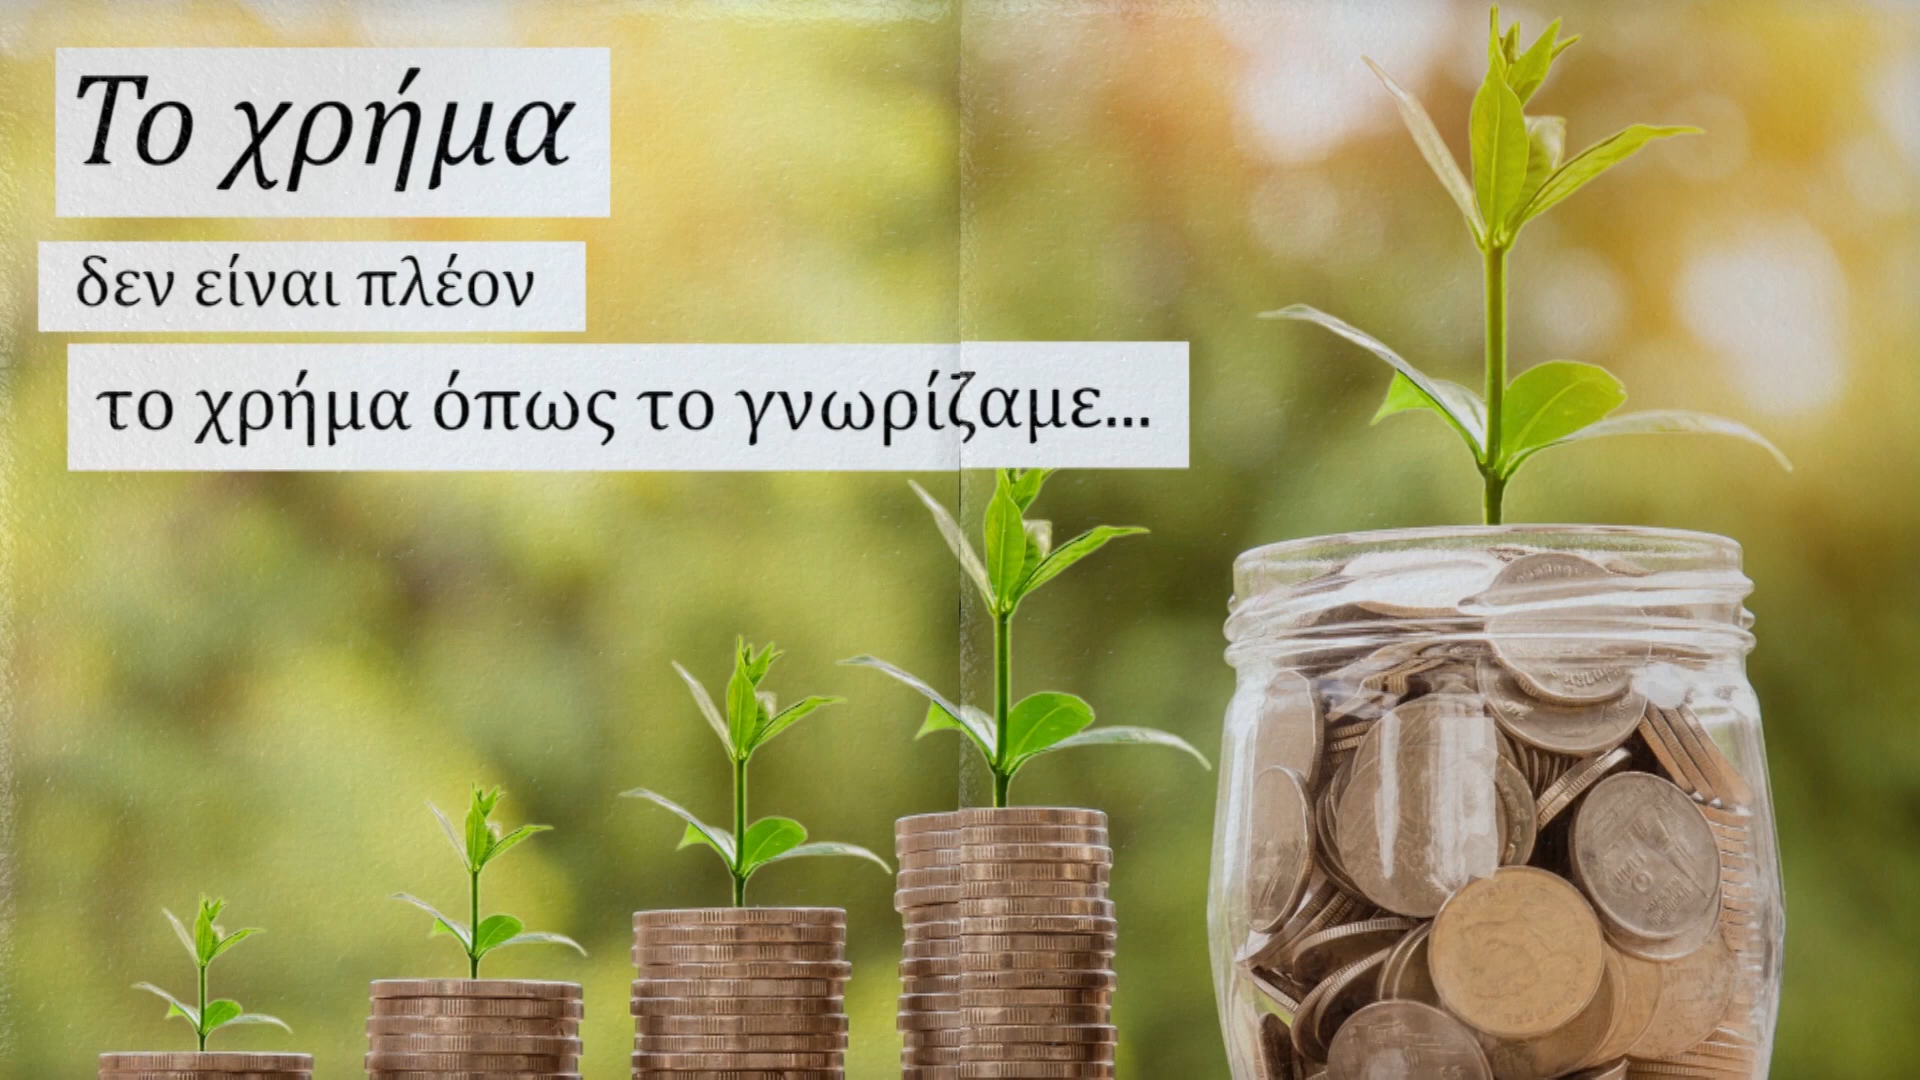 Το χρήμα
δεν είναι πλέον
το χρήμα όπως το γνωρίζαμε...